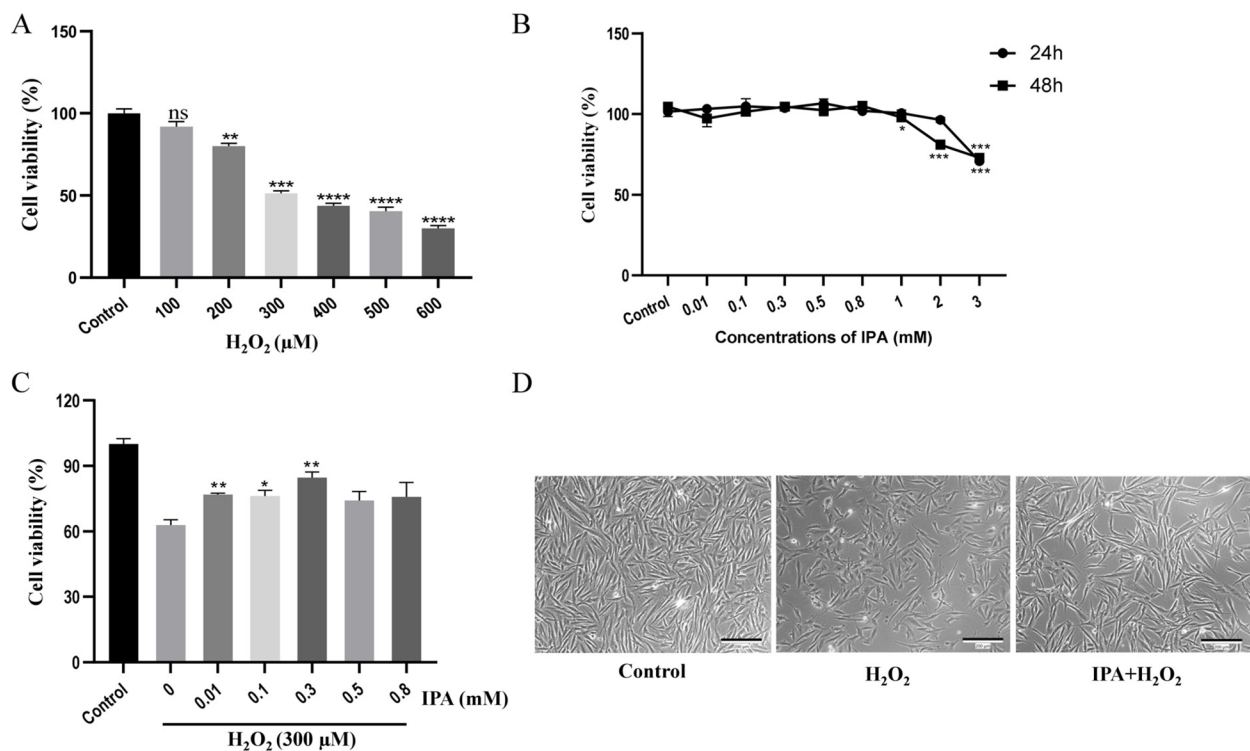 A
Cell viability (%)
150
100
50
0
ns
**
***
****
****
****
Control
100
200
300
400
500
600
H₂O₂ (μM)
B
Cell viability (%)
150
100
50
0
24h
48h
*
***
***
***
Control
0.01
0.1
0.3
0.5
0.8
1
2
3
Concentrations of IPA (mM)
C
Cell viability (%)
120
90
60
30
0
**
*
**
Control
0
0.01
0.1
0.3
0.5
0.8
IPA (mM)
H₂O₂ (300 μM)
D
Control
H₂O₂
IPA+H₂O₂